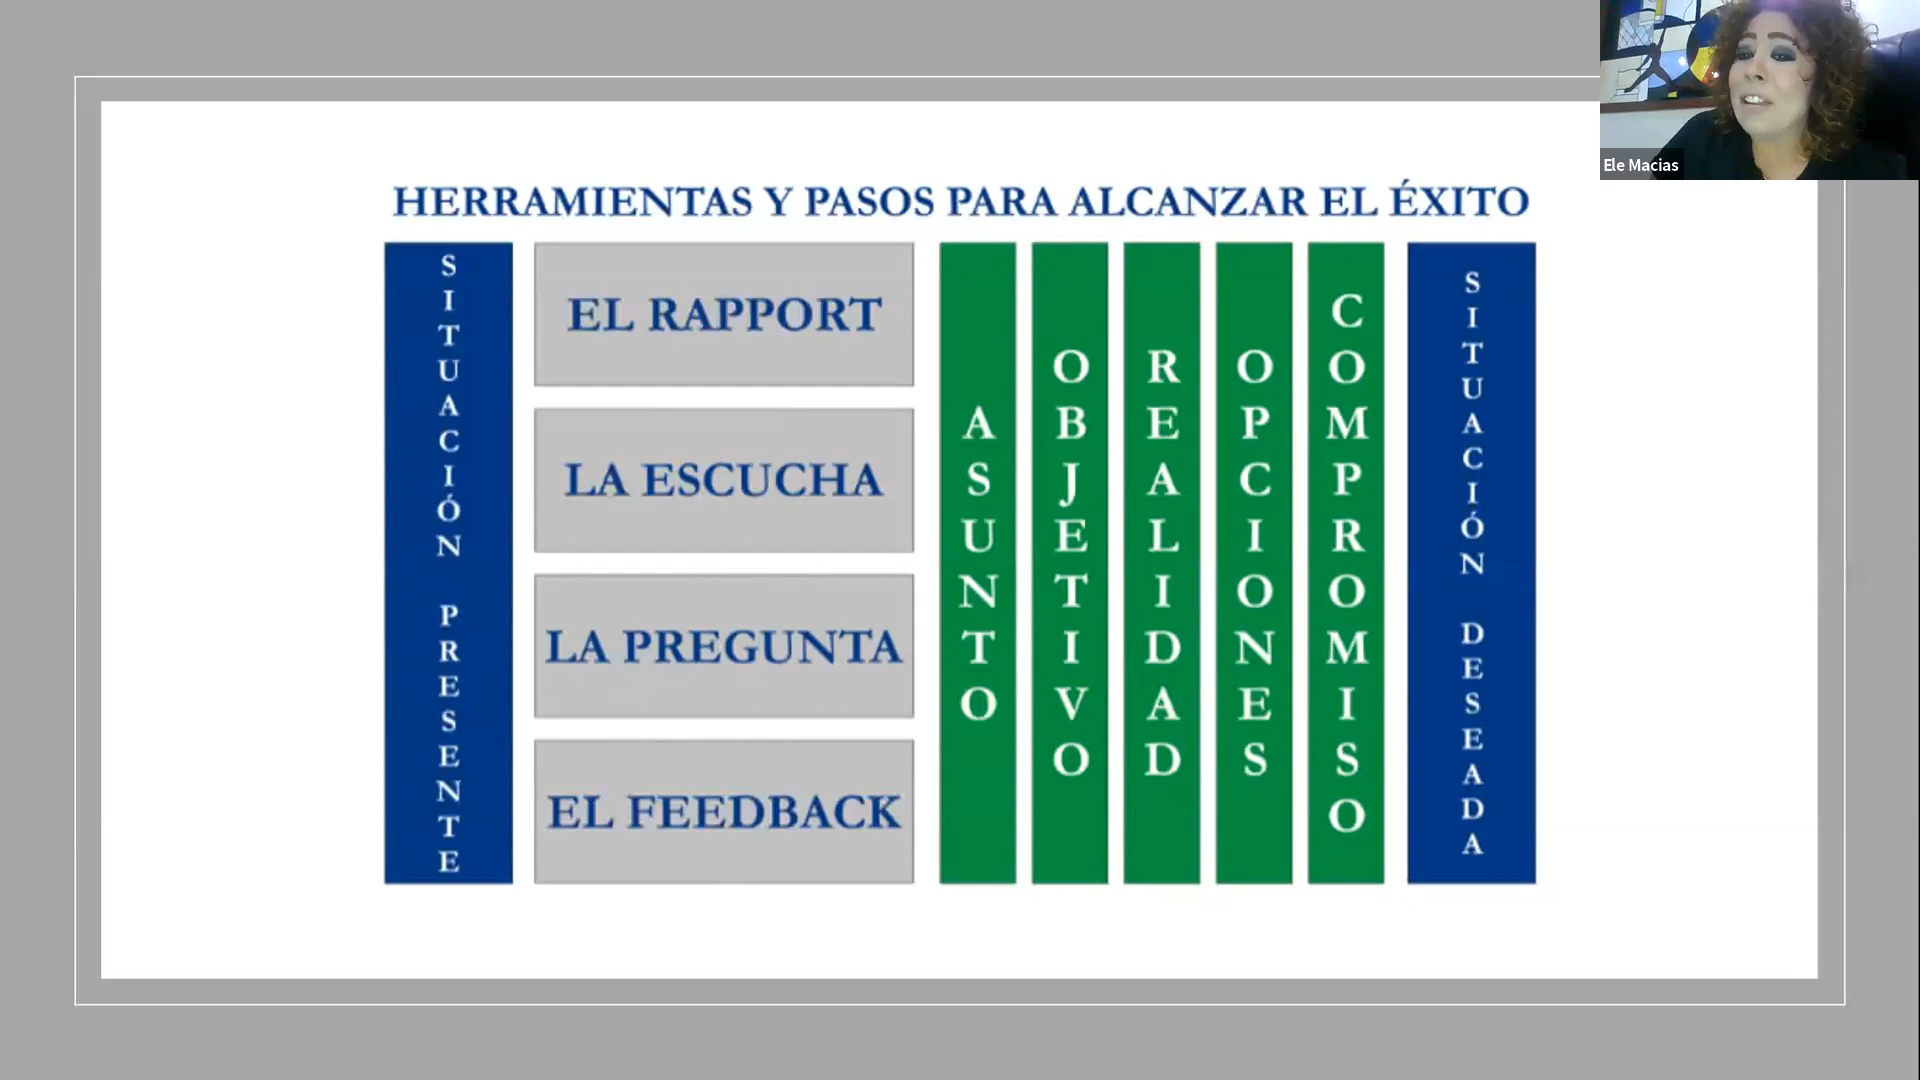 Ele Macias
HERRAMIENTAS Y PASOS PARA ALCANZAR EL ÉXITO
SITUACIÓN PRESENTE
EL RAPPORT
LA ESCUCHA
LA PREGUNTA
EL FEEDBACK
ASUNTO
OBJETIVO
REALIDAD
OPCIONES
COMPROMISO
SITUACIÓN DESEADA